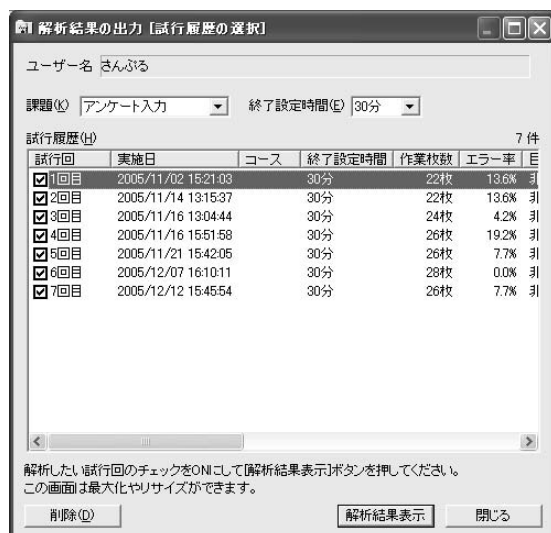 解析結果の出力 [試行履歴の選択]
ユーザー名 さんぷる
課題(K) アンケート入力 終了設定時間(E) 30分
試行履歴(H) 7 件
試行回 実施日 コース 終了設定時間 作業枚数 エラー率
1回目 2005/11/02 15:21:03 30分 22枚 13.6% 非
2回目 2005/11/14 13:15:37 30分 22枚 13.6% 非
3回目 2005/11/16 13:04:44 30分 24枚 4.2% 非
4回目 2005/11/16 15:51:58 30分 26枚 19.2% 非
5回目 2005/11/21 15:42:05 30分 26枚 7.7% 非
6回目 2005/12/07 16:10:11 30分 28枚 0.0% 非
7回目 2005/12/12 15:45:54 30分 26枚 7.7% 非
解析したい試行回のチェックをONにして[解析結果表示]ボタンを押してください。
この画面は最大化やリサイズができます。
削除(D) 解析結果表示 閉じる